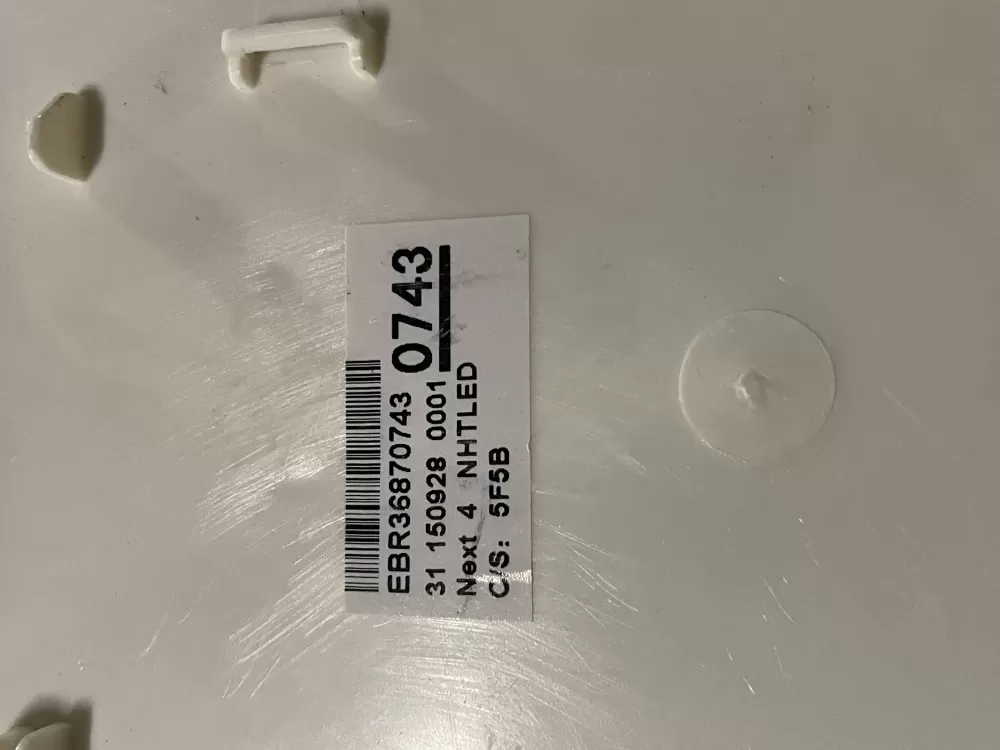 EBR36870743 0743
31 150928 0001
Next 4 NHTLED
C/S: 5F5B